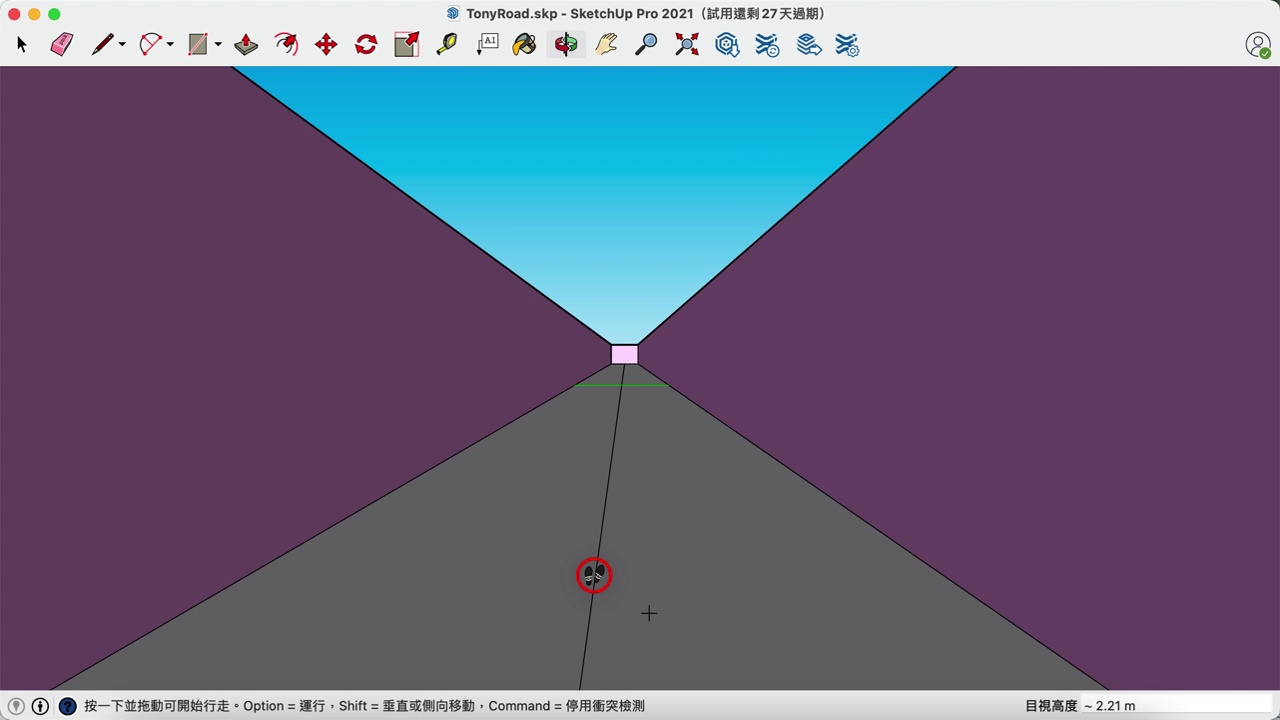 TonyRoad.skp - SketchUp Pro 2021（試用還剩 27 天過期）
A1
按一下並拖動可開始行走。Option = 運行，Shift = 垂直或側向移動，Command = 停用衝突檢測
目視高度 ~ 2.21 m